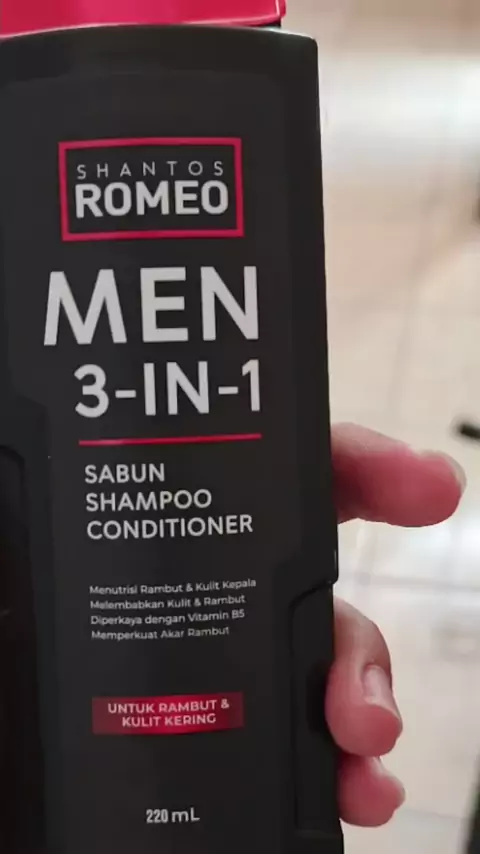 SHANTOS
ROMEO
MEN
3-IN-1
SABUN
SHAMPOO
CONDITIONER
Menutrisi Rambut & Kulit Kepala
Melembabkan Kulit & Rambut
Diperkaya dengan Vitamin B5
Memperkuat Akar Rambut
UNTUK RAMBUT &
KULIT KERING
220 mL